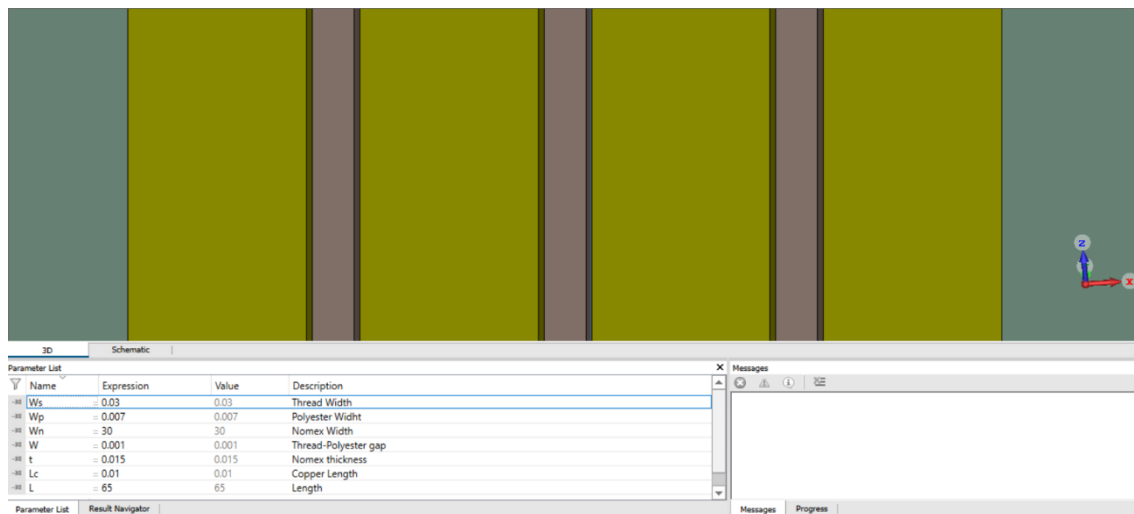 z
x
3D Schematic
Parameter List
Messages
Name Expression Value Description
Ws = 0.03 0.03 Thread Width
Wp = 0.007 0.007 Polyester Widht
Wn = 30 30 Nomex Width
W = 0.001 0.001 Thread-Polyester gap
t = 0.015 0.015 Nomex thickness
Lc = 0.01 0.01 Copper Length
L = 65 65 Length
Parameter List Result Navigator
Messages Progress